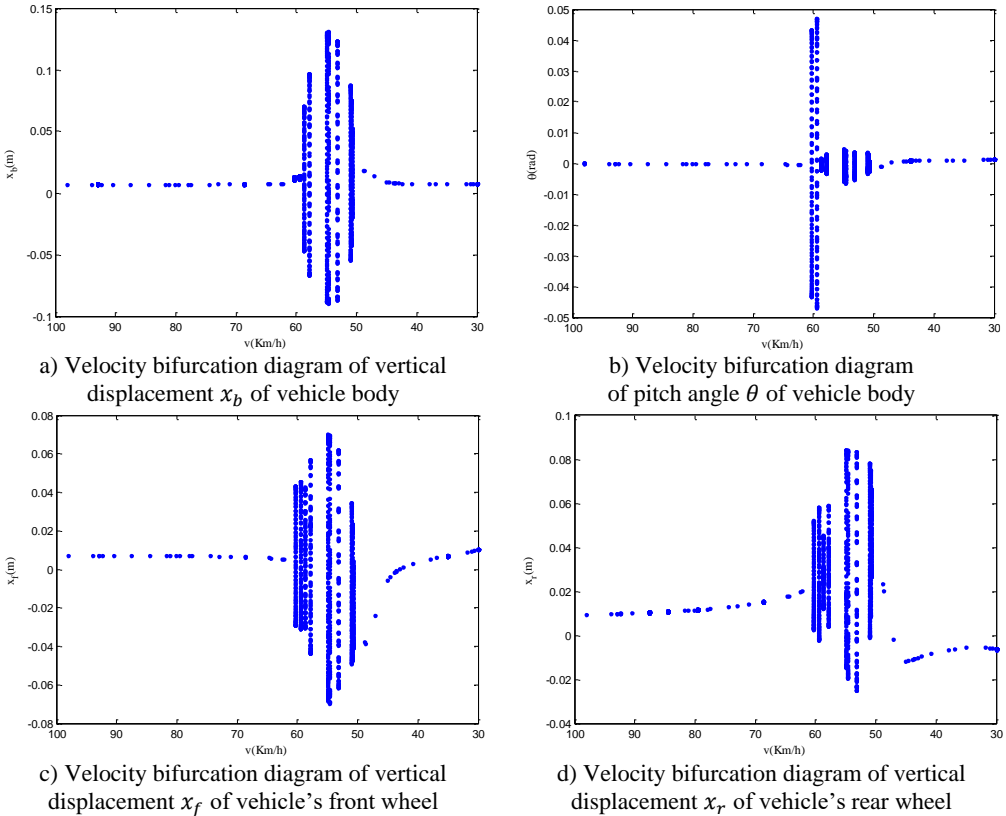 0.15
0.1
0.05
0
-0.05
-0.1
x_b(m)
100 90 80 70 60 50 40 30
v(Km/h)
a) Velocity bifurcation diagram of vertical
displacement x_b of vehicle body
0.05
0.04
0.03
0.02
0.01
0
-0.01
-0.02
-0.03
-0.04
-0.05
θ(rad)
100 90 80 70 60 50 40 30
v(Km/h)
b) Velocity bifurcation diagram
of pitch angle θ of vehicle body
0.08
0.06
0.04
0.02
0
-0.02
-0.04
-0.06
-0.08
x_f(m)
100 90 80 70 60 50 40 30
v(Km/h)
c) Velocity bifurcation diagram of vertical
displacement x_f of vehicle’s front wheel
0.1
0.08
0.06
0.04
0.02
0
-0.02
-0.04
x_r(m)
100 90 80 70 60 50 40 30
v(Km/h)
d) Velocity bifurcation diagram of vertical
displacement x_r of vehicle’s rear wheel